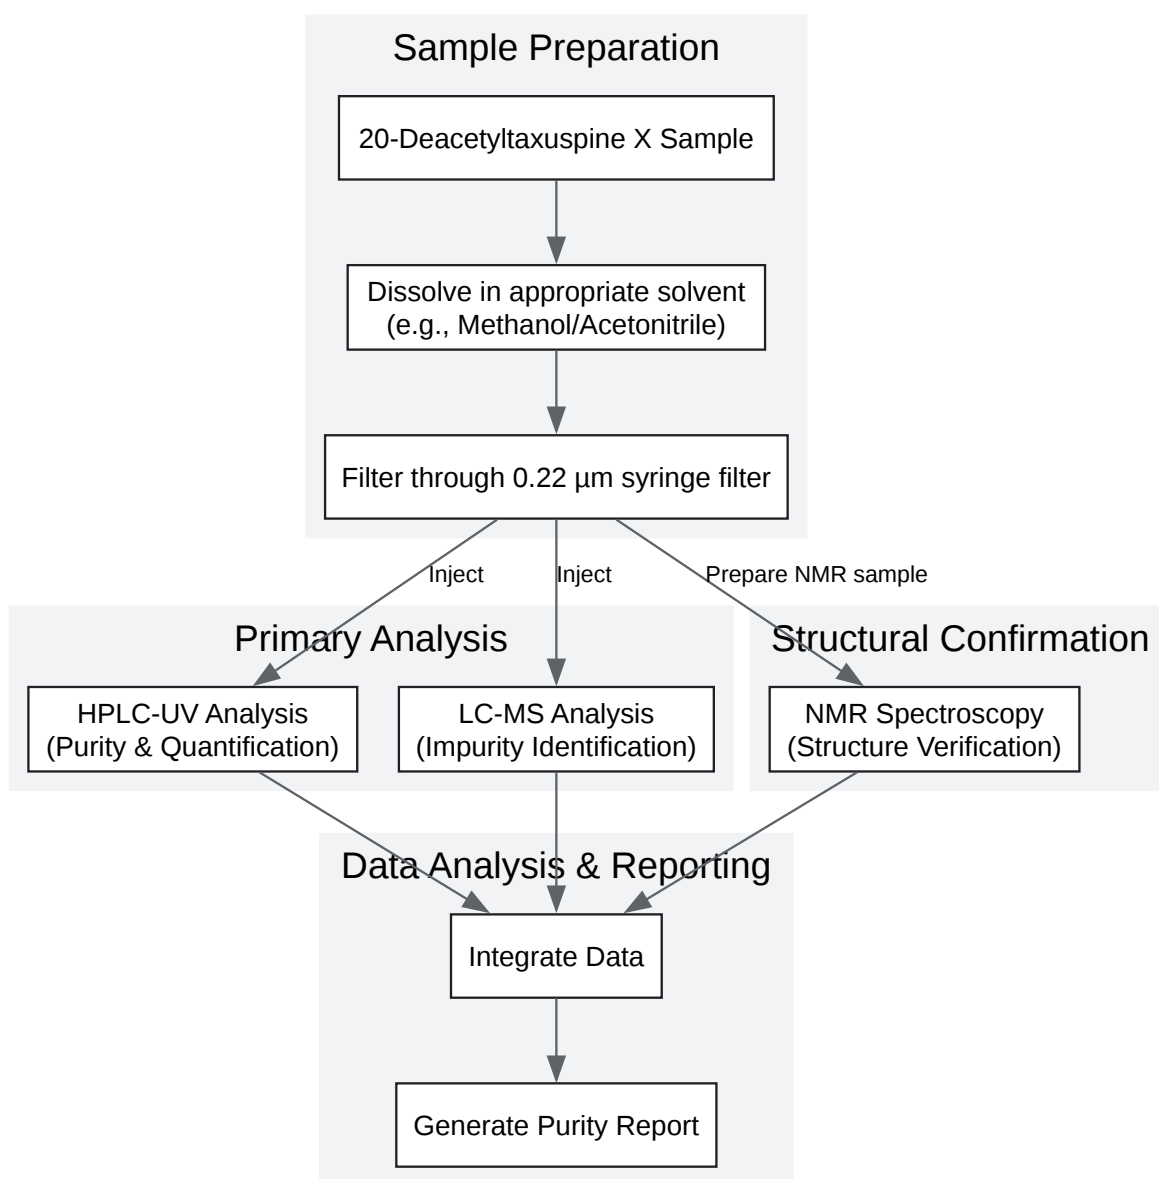 Sample Preparation
20-Deacetyltaxuspine X Sample
Dissolve in appropriate solvent
(e.g., Methanol/Acetonitrile)
Filter through 0.22 µm syringe filter
Inject
Inject
Prepare NMR sample
Primary Analysis
Structural Confirmation
HPLC-UV Analysis
(Purity & Quantification)
LC-MS Analysis
(Impurity Identification)
NMR Spectroscopy
(Structure Verification)
Data Analysis & Reporting
Integrate Data
Generate Purity Report